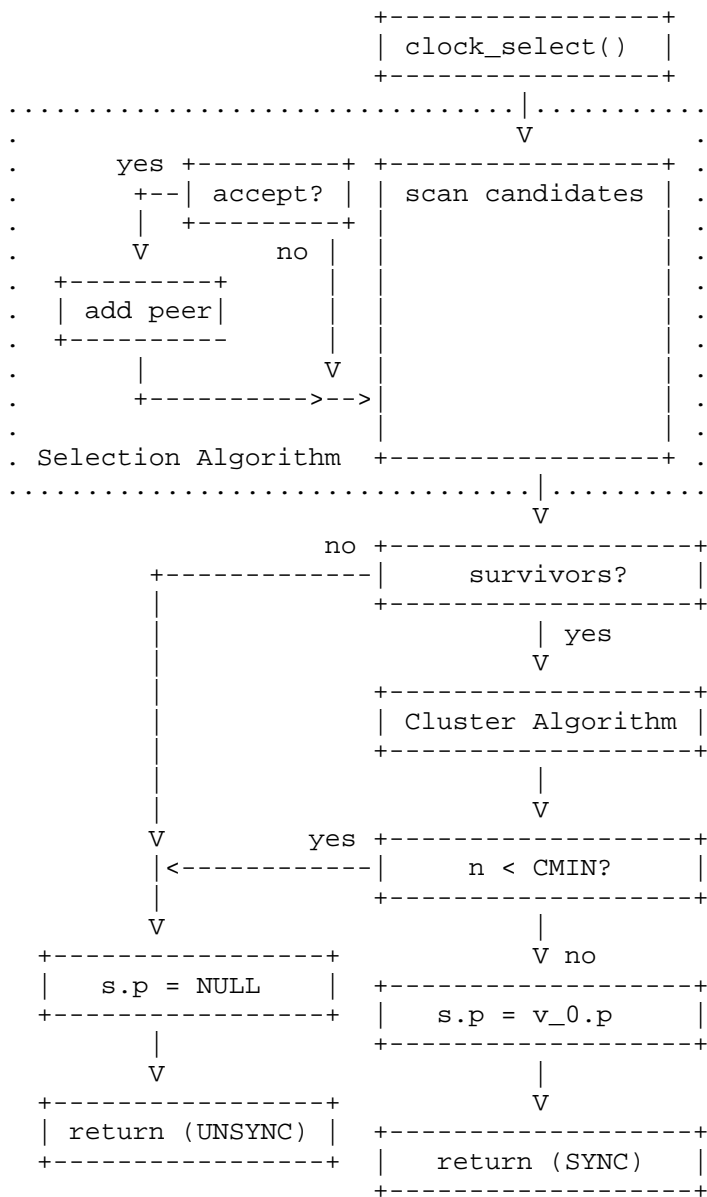 clock_select()
yes
accept?
scan candidates
no
add peer
Selection Algorithm
no
survivors?
yes
Cluster Algorithm
yes
n < CMIN?
no
s.p = NULL
s.p = v_0.p
return (UNSYNC)
return (SYNC)